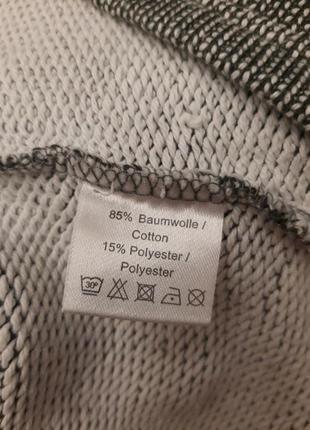 85% Baumwolle /
Cotton
15% Polyester /
Polyester
30°